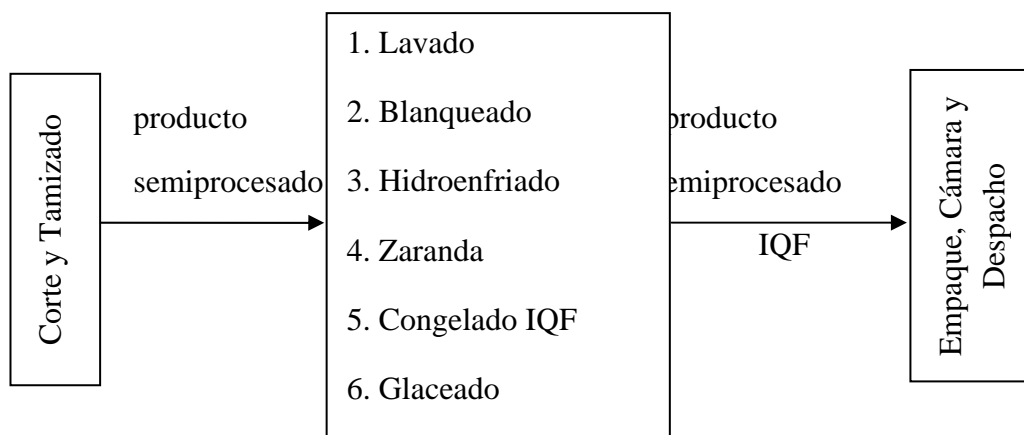 Corte y Tamizado
producto
semiprocesado
1. Lavado
2. Blanqueado
3. Hidroenfriado
4. Zaranda
5. Congelado IQF
6. Glaceado
producto
emiprocesado
IQF
Empaque, Cámara y
Despacho